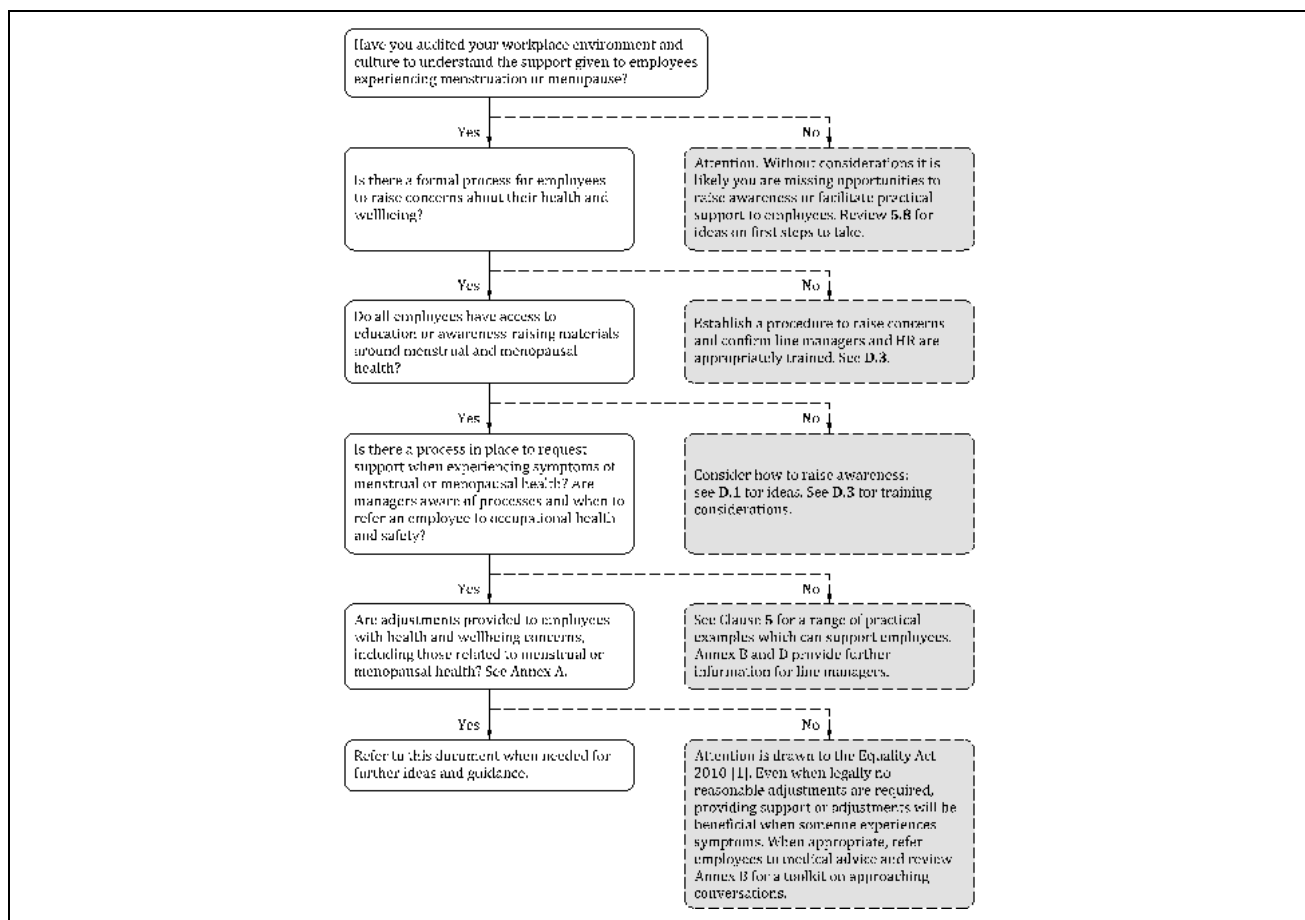 Have you audited your workplace environment and
culture to understand the support given to employees
experiencing menstruation or menopause?
Yes
No
Is there a formal process for employees
to raise concerns about their health and
wellbeing?
Attention. Without considerations it is
likely you are missing opportunities to
raise awareness or facilitate practical
support to employees. Review 5.8 for
ideas on first steps to take.
Yes
No
Do all employees have access to
education or awareness raising materials
around menstrual and menopausal
health?
Establish a procedure to raise concerns
and confirm line managers and HR are
appropriately trained. See D.3.
Yes
No
Is there a process in place to request
support when experiencing symptoms of
menstrual or menopausal health? Are
managers aware of processes and when to
refer an employee to occupational health
and safety?
Consider how to raise awareness:
see D.1 for ideas. See D.3 for training
considerations.
Yes
No
Are adjustments provided to employees
with health and wellbeing concerns,
including those related to menstrual or
menopausal health? See Annex A.
See Clause 5 for a range of practical
examples which can support employees.
Annex B and D provide further
information for line managers.
Yes
No
Refer to this document when needed for
further ideas and guidance.
Attention is drawn to the Equality Act
2010 [1]. Even when legally no
reasonable adjustments are required,
providing support or adjustments will be
beneficial when someone experiences
symptoms. When appropriate, refer
employees to medical advice and review
Annex B for a toolkit on approaching
conversations.